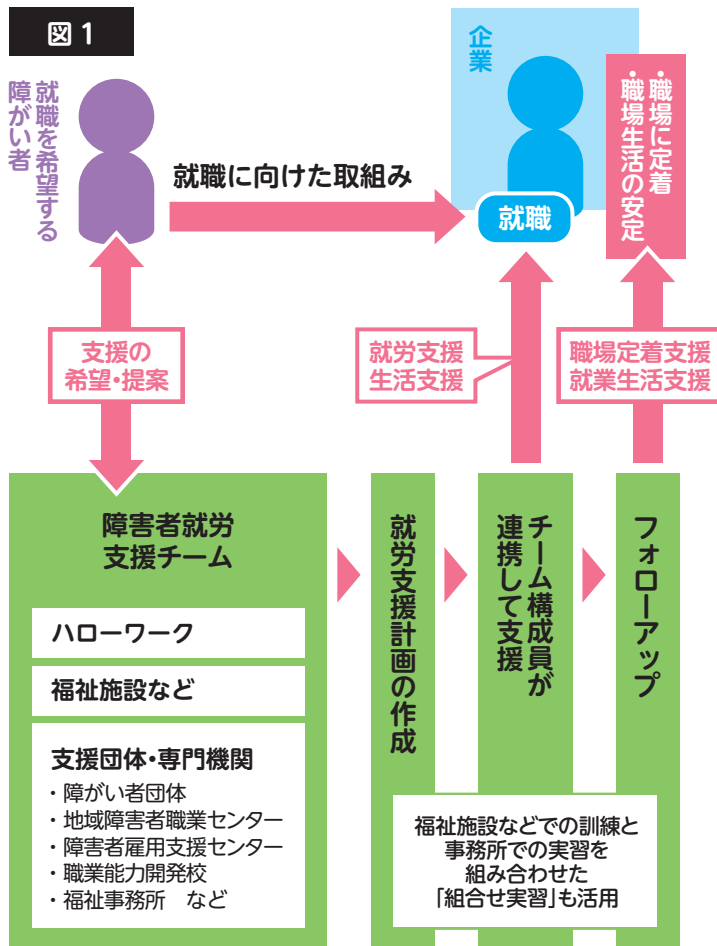 図1
就職を希望する
障がい者
就職に向けた取組み
企業
就職
・職場に定着
・職場生活の安定
支援の
希望・提案
就労支援
生活支援
職場定着支援
就業生活支援
障害者就労
支援チーム
ハローワーク
福祉施設など
支援団体・専門機関
・障がい者団体
・地域障害者職業センター
・障害者雇用支援センター
・職業能力開発校
・福祉事務所　など
就労支援計画の作成
チーム構成員が
連携して支援
フォローアップ
福祉施設などでの訓練と
事務所での実習を
組み合わせた
「組合せ実習」も活用